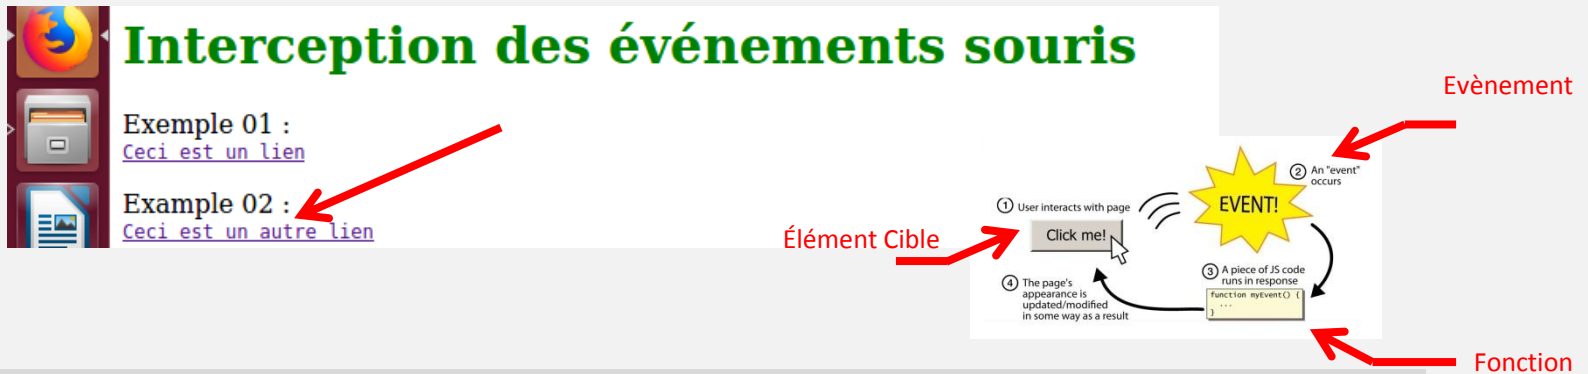 Interception des événements souris
Exemple 01 :
Ceci est un lien
Example 02 :
Ceci est un autre lien
Evènement
Élément Cible
Fonction
① User interacts with page
Click me!
EVENT!
② An "event"
occurs
③ A piece of JS code
runs in response
function myEvent() {
...
}
④ The page's
appearance is
updated/modified
in some way as a result